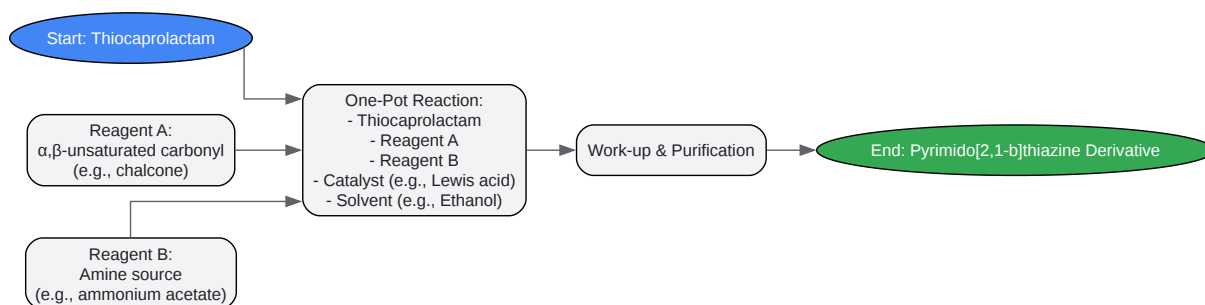 Start: Thiocaprolactam
Reagent A:
α,β-unsaturated carbonyl
(e.g., chalcone)
Reagent B:
Amine source
(e.g., ammonium acetate)
One-Pot Reaction:
- Thiocaprolactam
- Reagent A
- Reagent B
- Catalyst (e.g., Lewis acid)
- Solvent (e.g., Ethanol)
Work-up & Purification
End: Pyrimido[2,1-b]thiazine Derivative